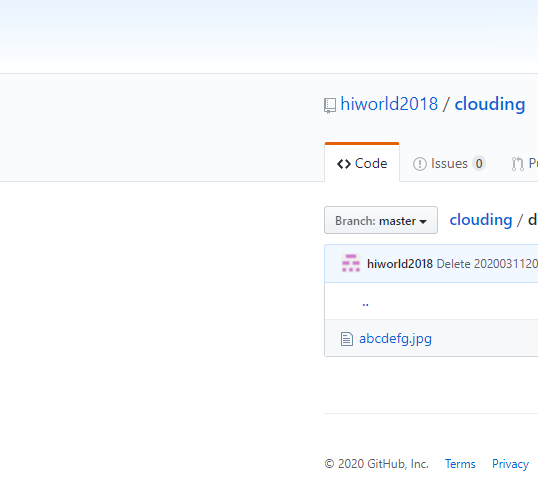 hiworld2018 / clouding
Code Issues 0
Branch: master clouding /
hiworld2018 Delete 2020031120
..
abcdefg.jpg
© 2020 GitHub, Inc. Terms Privacy